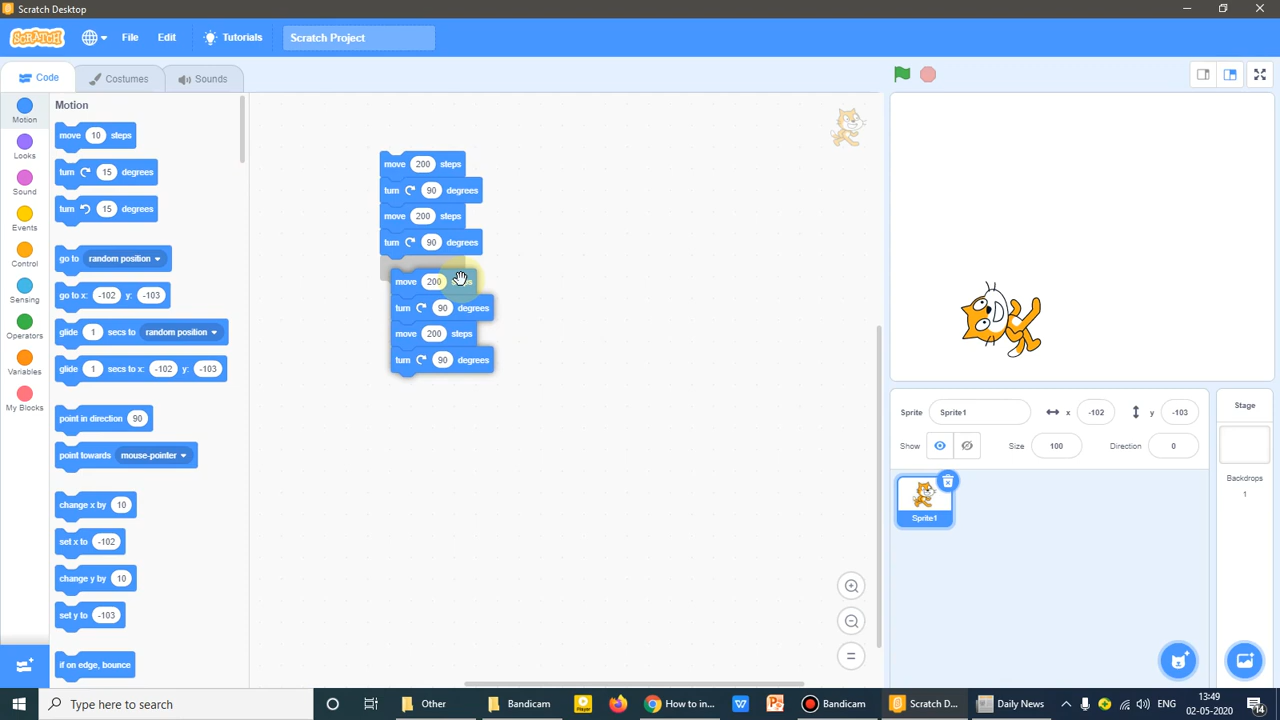 Scratch Desktop
SCRATCH File Edit Tutorials Scratch Project
Code Costumes Sounds
Motion
Looks
Sound
Events
Control
Sensing
Operators
Variables
My Blocks
Motion
move 10 steps
turn 15 degrees
turn 15 degrees
go to random position
go to x: -102 y: -103
glide 1 secs to random position
glide 1 secs to x: -102 y: -103
point in direction 90
point towards mouse-pointer
change x by 10
set x to -102
change y by 10
set y to -103
if on edge, bounce
move 200 steps
turn 90 degrees
move 200 steps
turn 90 degrees
move 200
turn 90 degrees
move 200 steps
turn 90 degrees
Sprite Sprite1 x -102 y -103
Show Size 100 Direction 0
Sprite1
Stage
Backdrops
1
Type here to search
Other
Bandicam
Player
How to in...
Bandicam
Scratch D...
Daily News
ENG
13:49
02-05-2020
14